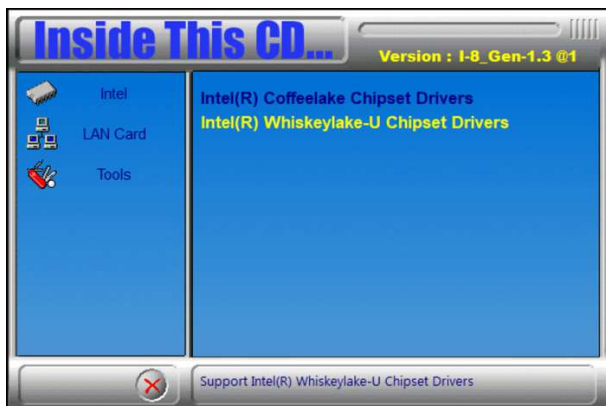 Inside This CD...
Version : I-8_Gen-1.3 @1
Intel
LAN Card
Tools
Intel(R) Coffeelake Chipset Drivers
Intel(R) Whiskeylake-U Chipset Drivers
Support Intel(R) Whiskeylake-U Chipset Drivers